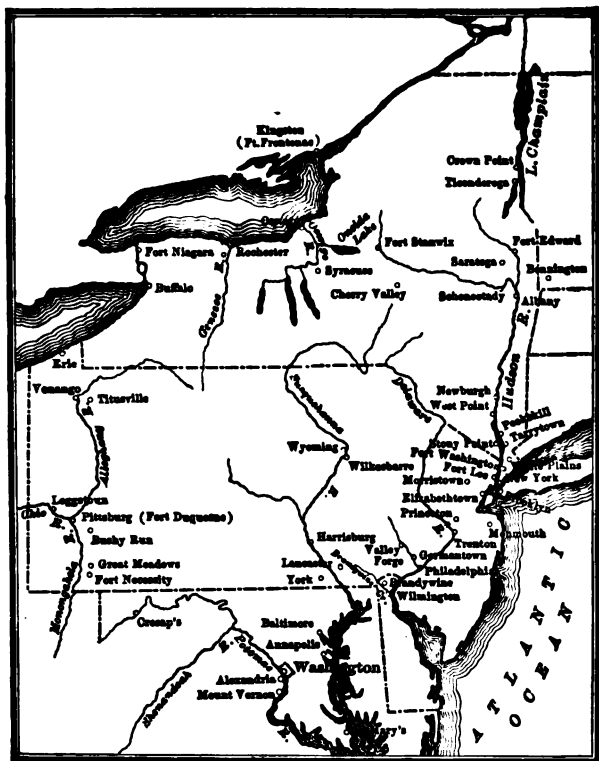 Kingston
(Ft. Frontenac)
L. Champlain
Crown Point
Ticonderoga
Oneida
Lake
Fort Stanwix
Fort Edward
Fort Niagara
Rochester
R.
Saratoga
Bennington
Syracuse
Buffalo
Genesee
Cherry Valley
Schenectady
Albany
R.
Erie
Hudson
Venango
Titusville
R.
Susquehanna
Delaware
Newburgh
West Point
Peekskill
Tarrytown
Stony Point
Allegheny
Wyoming
Wilkesbarre
Fort Washington
Plains
Fort Lee
New York
Morristown
R.
Elizabethtown
Logstown
Ohio
R.
Pittsburg (Fort Duquesne)
Princeton
Monmouth
Bushy Run
R.
Harrisburg
Trenton
Valley
Forge
Germantown
Great Meadows
Lancaster
Philadelphia
Fort Necessity
York
Brandywine
Monongahela
Wilmington
Cresap's
Baltimore
Annapolis
R. Potomac
Washington
Alexandria
Shenandoah
Mount Vernon
R.
ATLANTIC
OCEAN